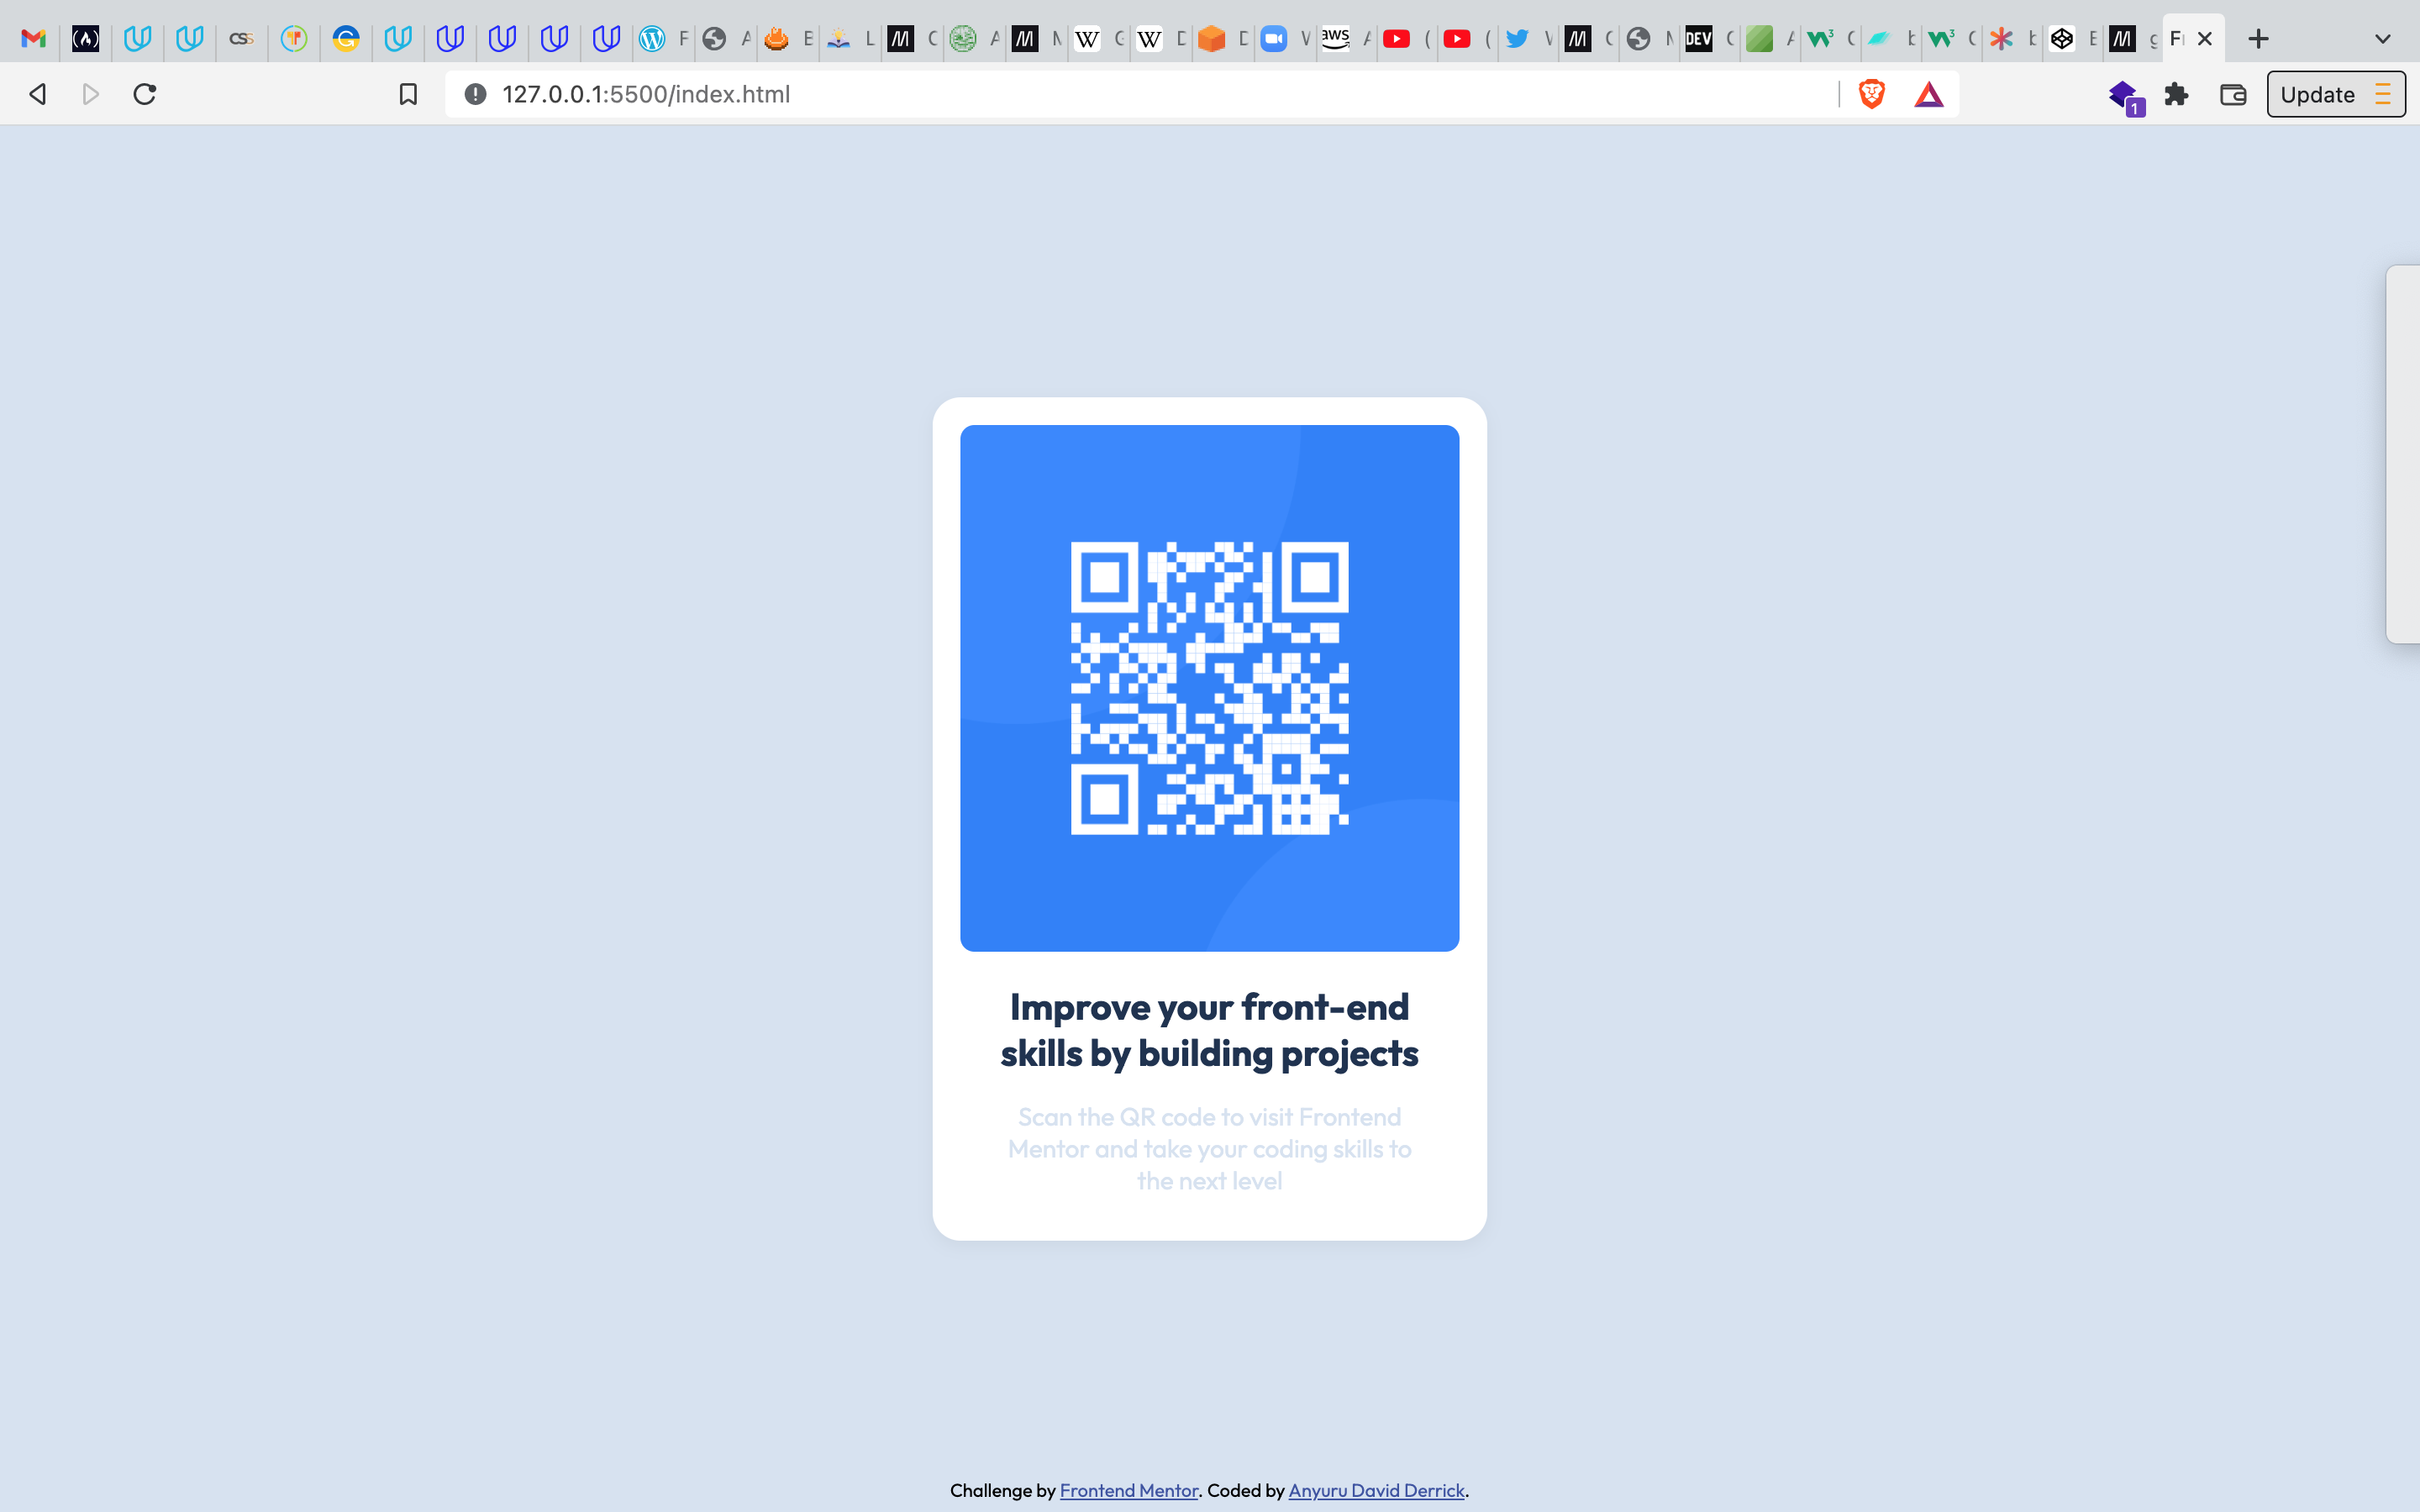 127.0.0.1:5500/index.html
Update
1
Improve your front-end
skills by building projects
Scan the QR code to visit Frontend
Mentor and take your coding skills to
the next level
Challenge by Frontend Mentor. Coded by Anyuru David Derrick.